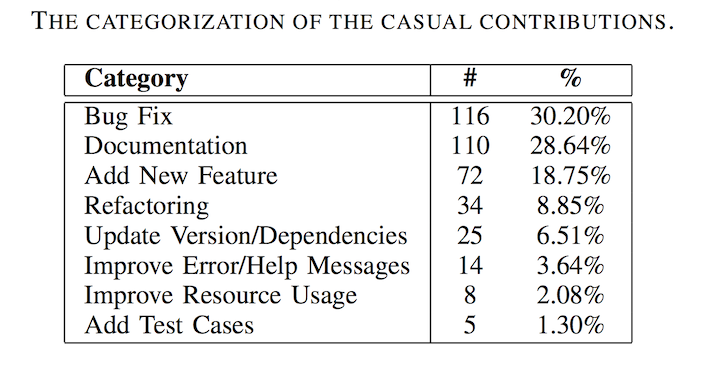 THE CATEGORIZATION OF THE CASUAL CONTRIBUTIONS.
Category # %
Bug Fix 116 30.20%
Documentation 110 28.64%
Add New Feature 72 18.75%
Refactoring 34 8.85%
Update Version/Dependencies 25 6.51%
Improve Error/Help Messages 14 3.64%
Improve Resource Usage 8 2.08%
Add Test Cases 5 1.30%